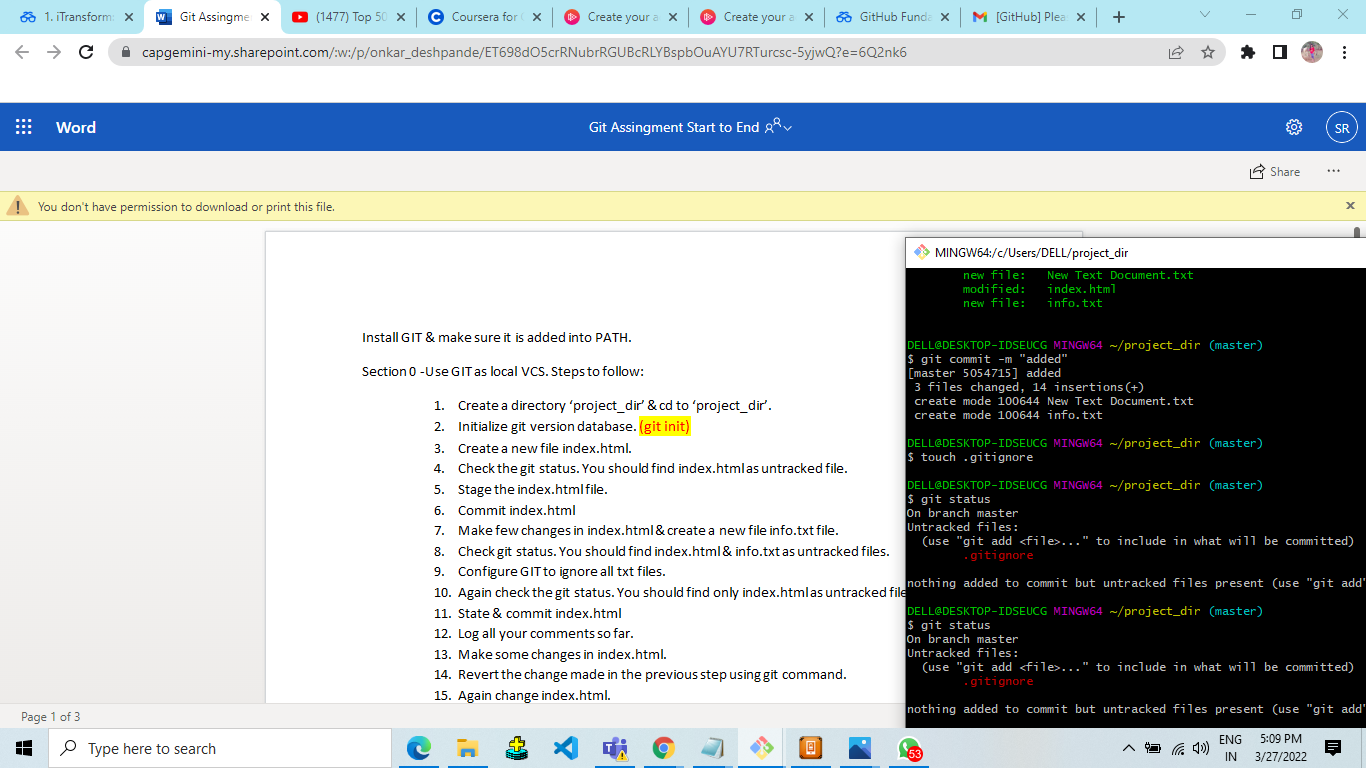 1. iTransform
Git Assingme
(1477) Top 50
Coursera for
Create your a
Create your a
GitHub Funda
[GitHub] Plea
capgemini-my.sharepoint.com/:w:/p/onkar_deshpande/ET698dO5crRNubrRGUBcRLYBspbOuAYU7RTurcsc-5yjwQ?e=6Q2nk6
Word
Git Assingment Start to End
SR
Share
You don't have permission to download or print this file.
Install GIT & make sure it is added into PATH.
Section 0 -Use GIT as local VCS. Steps to follow:
1. Create a directory ‘project_dir’ & cd to ‘project_dir’.
2. Initialize git version database. (git init)
3. Create a new file index.html.
4. Check the git status. You should find index.html as untracked file.
5. Stage the index.html file.
6. Commit index.html
7. Make few changes in index.html & create a new file info.txt file.
8. Check git status. You should find index.html & info.txt as untracked files.
9. Configure GIT to ignore all txt files.
10. Again check the git status. You should find only index.html as untracked file
11. State & commit index.html
12. Log all your comments so far.
13. Make some changes in index.html.
14. Revert the change made in the previous step using git command.
15. Again change index.html.
Page 1 of 3
MINGW64:/c/Users/DELL/project_dir
new file: New Text Document.txt
modified: index.html
new file: info.txt
DELL@DESKTOP-IDSEUCG MINGW64 ~/project_dir (master)
$ git commit -m "added"
[master 5054715] added
3 files changed, 14 insertions(+)
create mode 100644 New Text Document.txt
create mode 100644 info.txt
DELL@DESKTOP-IDSEUCG MINGW64 ~/project_dir (master)
$ touch .gitignore
DELL@DESKTOP-IDSEUCG MINGW64 ~/project_dir (master)
$ git status
On branch master
Untracked files:
(use "git add <file>..." to include in what will be committed)
.gitignore
nothing added to commit but untracked files present (use "git add"
DELL@DESKTOP-IDSEUCG MINGW64 ~/project_dir (master)
$ git status
On branch master
Untracked files:
(use "git add <file>..." to include in what will be committed)
.gitignore
nothing added to commit but untracked files present (use "git add"
Type here to search
53
ENG
IN
5:09 PM
3/27/2022